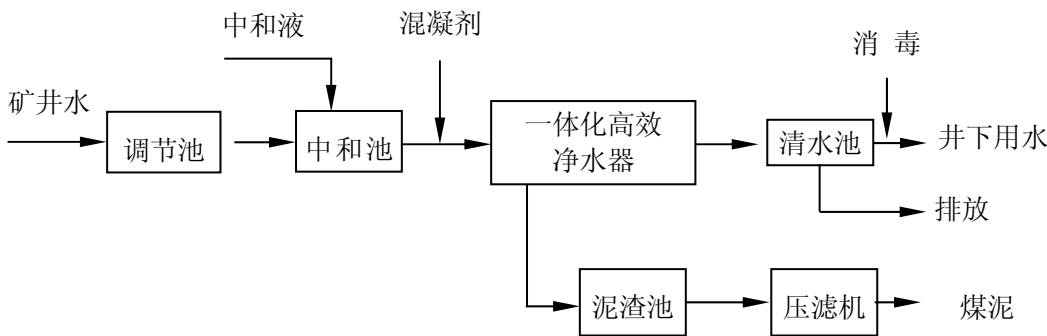 中和液
混凝剂
消 毒
矿井水
调节池
中和池
一体化高效
净水器
清水池
井下用水
排放
泥渣池
压滤机
煤泥